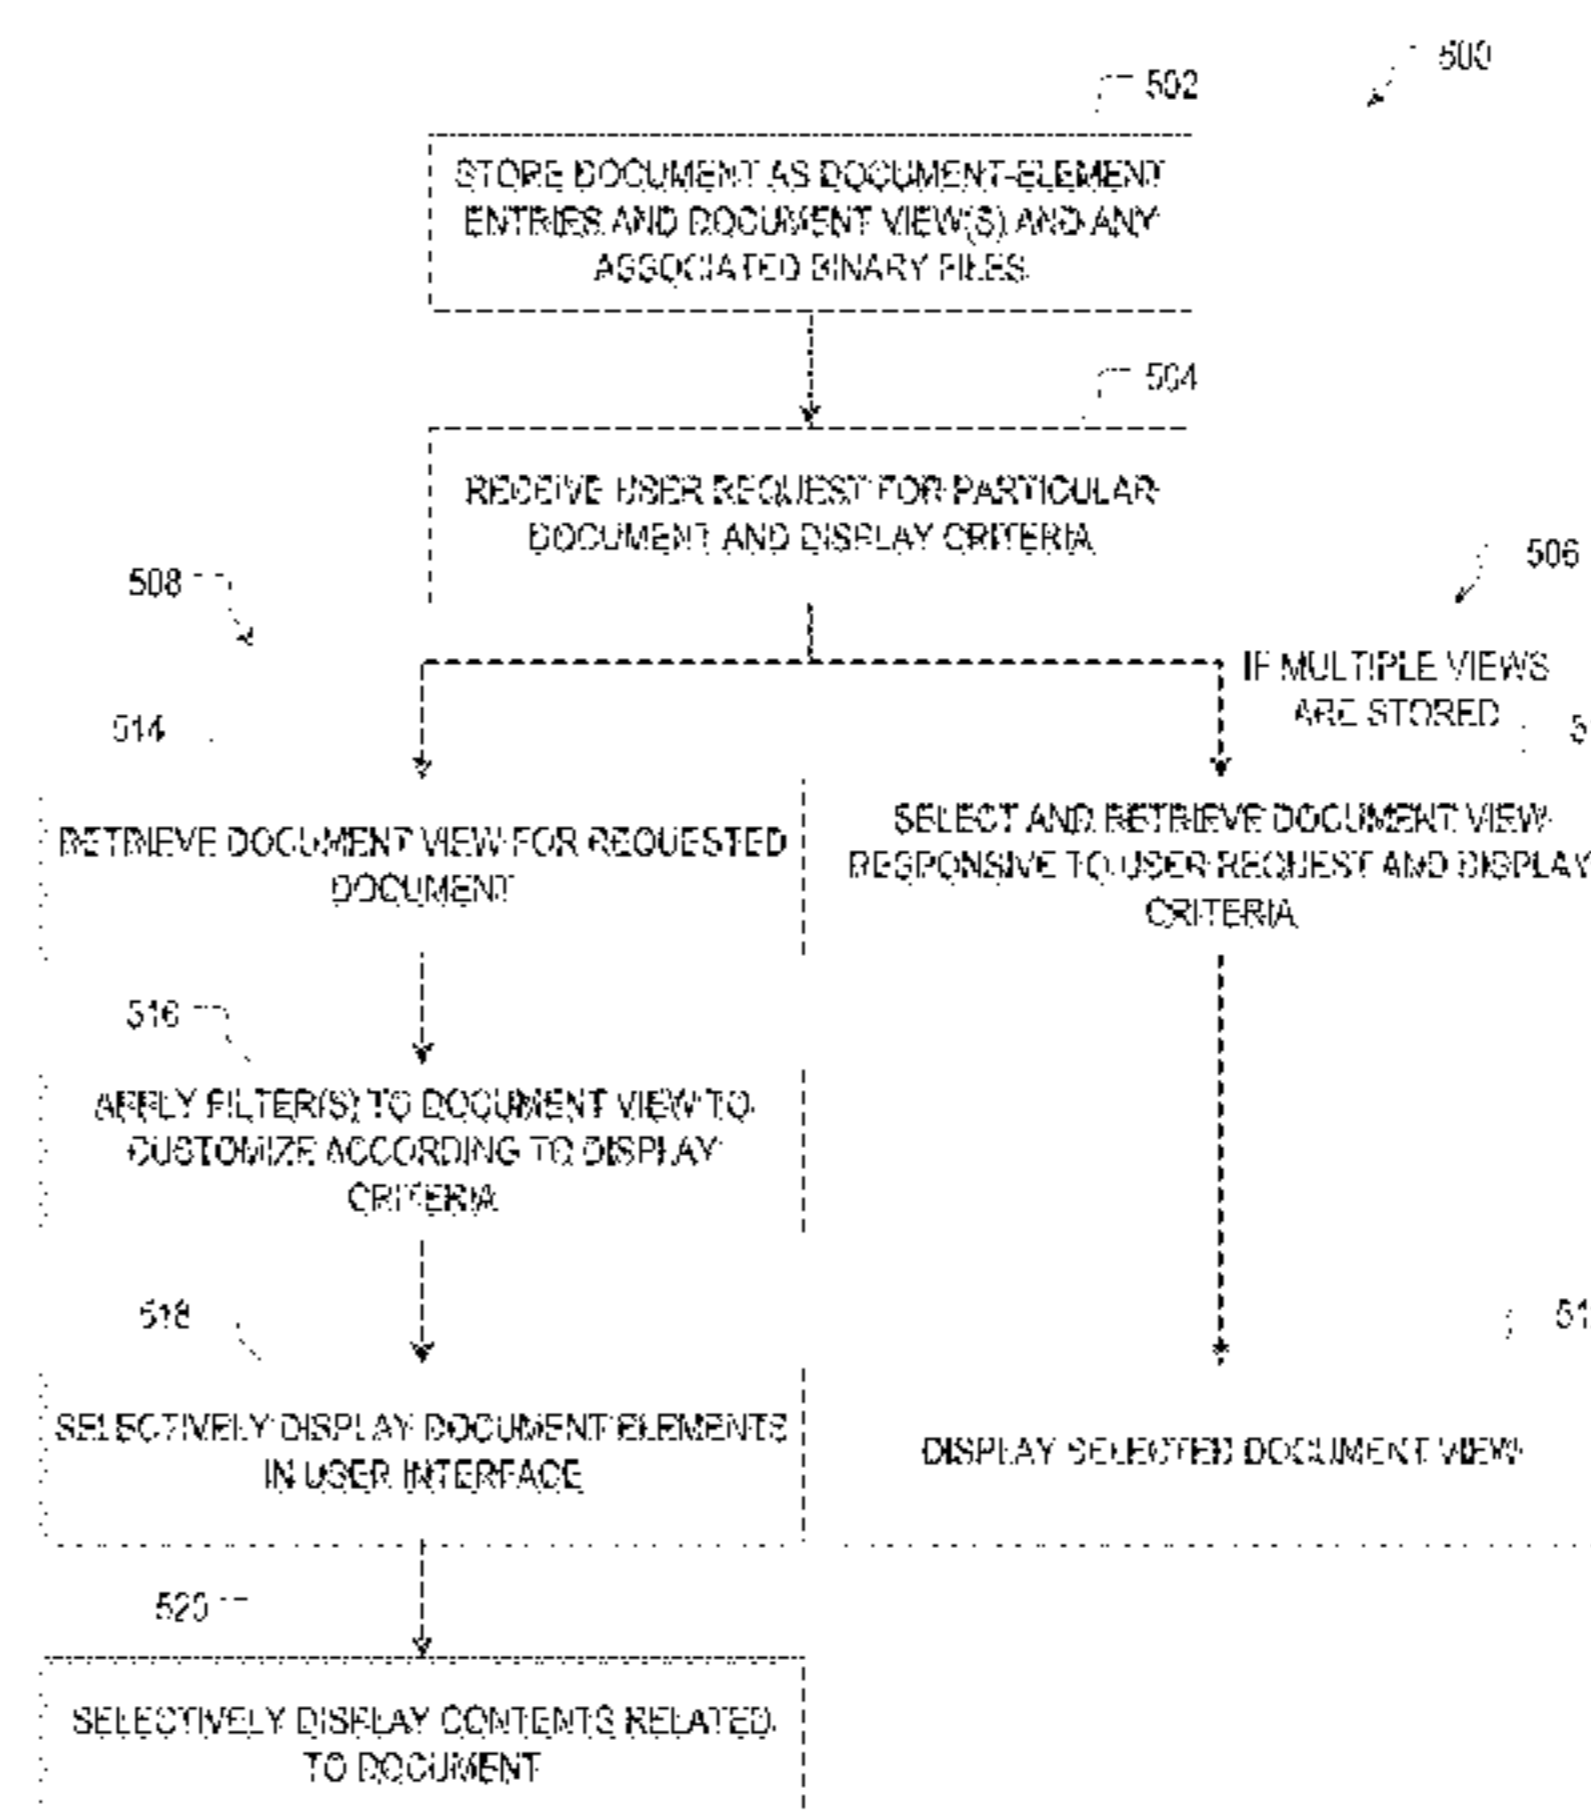 500
502
STORE DOCUMENT AS DOCUMENT-ELEMENT
ENTRIES AND DOCUMENT VIEW(S) AND ANY
ASSOCIATED BINARY FILES
504
RECEIVE USER REQUEST FOR PARTICULAR
DOCUMENT AND DISPLAY CRITERIA
506
508
IF MULTIPLE VIEWS
ARE STORED
514
5
RETRIEVE DOCUMENT VIEW FOR REQUESTED
DOCUMENT
SELECT AND RETRIEVE DOCUMENT VIEW
RESPONSIVE TO USER REQUEST AND DISPLAY
CRITERIA
516
APPLY FILTER(S) TO DOCUMENT VIEW TO
CUSTOMIZE ACCORDING TO DISPLAY
CRITERIA
518
51
SELECTIVELY DISPLAY DOCUMENT ELEMENTS
IN USER INTERFACE
DISPLAY SELECTED DOCUMENT VIEW
520
SELECTIVELY DISPLAY CONTENTS RELATED
TO DOCUMENT